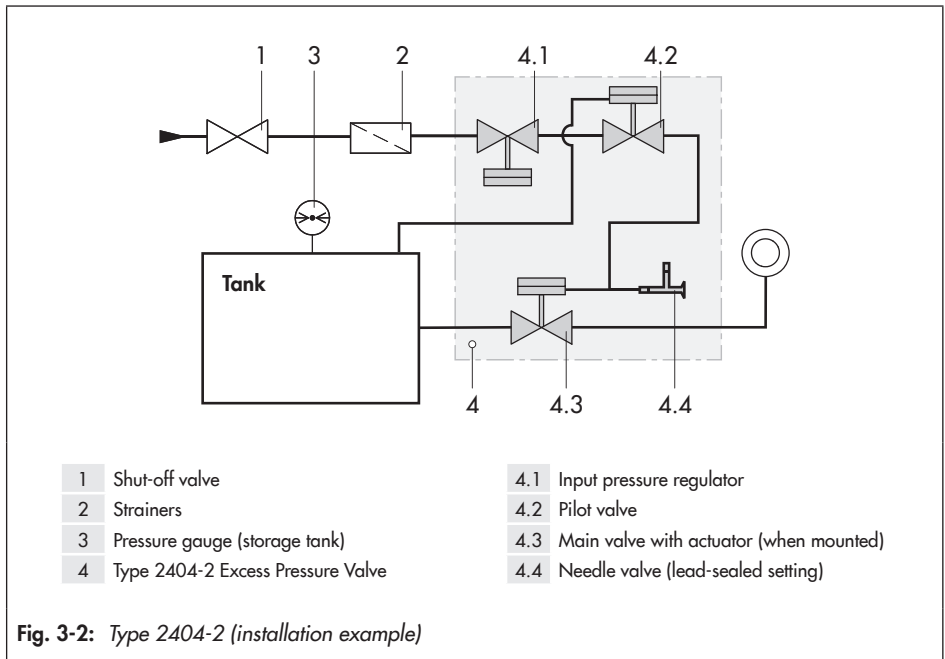 1 3 2 4.1 4.2
Tank
4 4.3 4.4
1 Shut-off valve
2 Strainers
3 Pressure gauge (storage tank)
4 Type 2404-2 Excess Pressure Valve
4.1 Input pressure regulator
4.2 Pilot valve
4.3 Main valve with actuator (when mounted)
4.4 Needle valve (lead-sealed setting)
Fig. 3-2: Type 2404-2 (installation example)